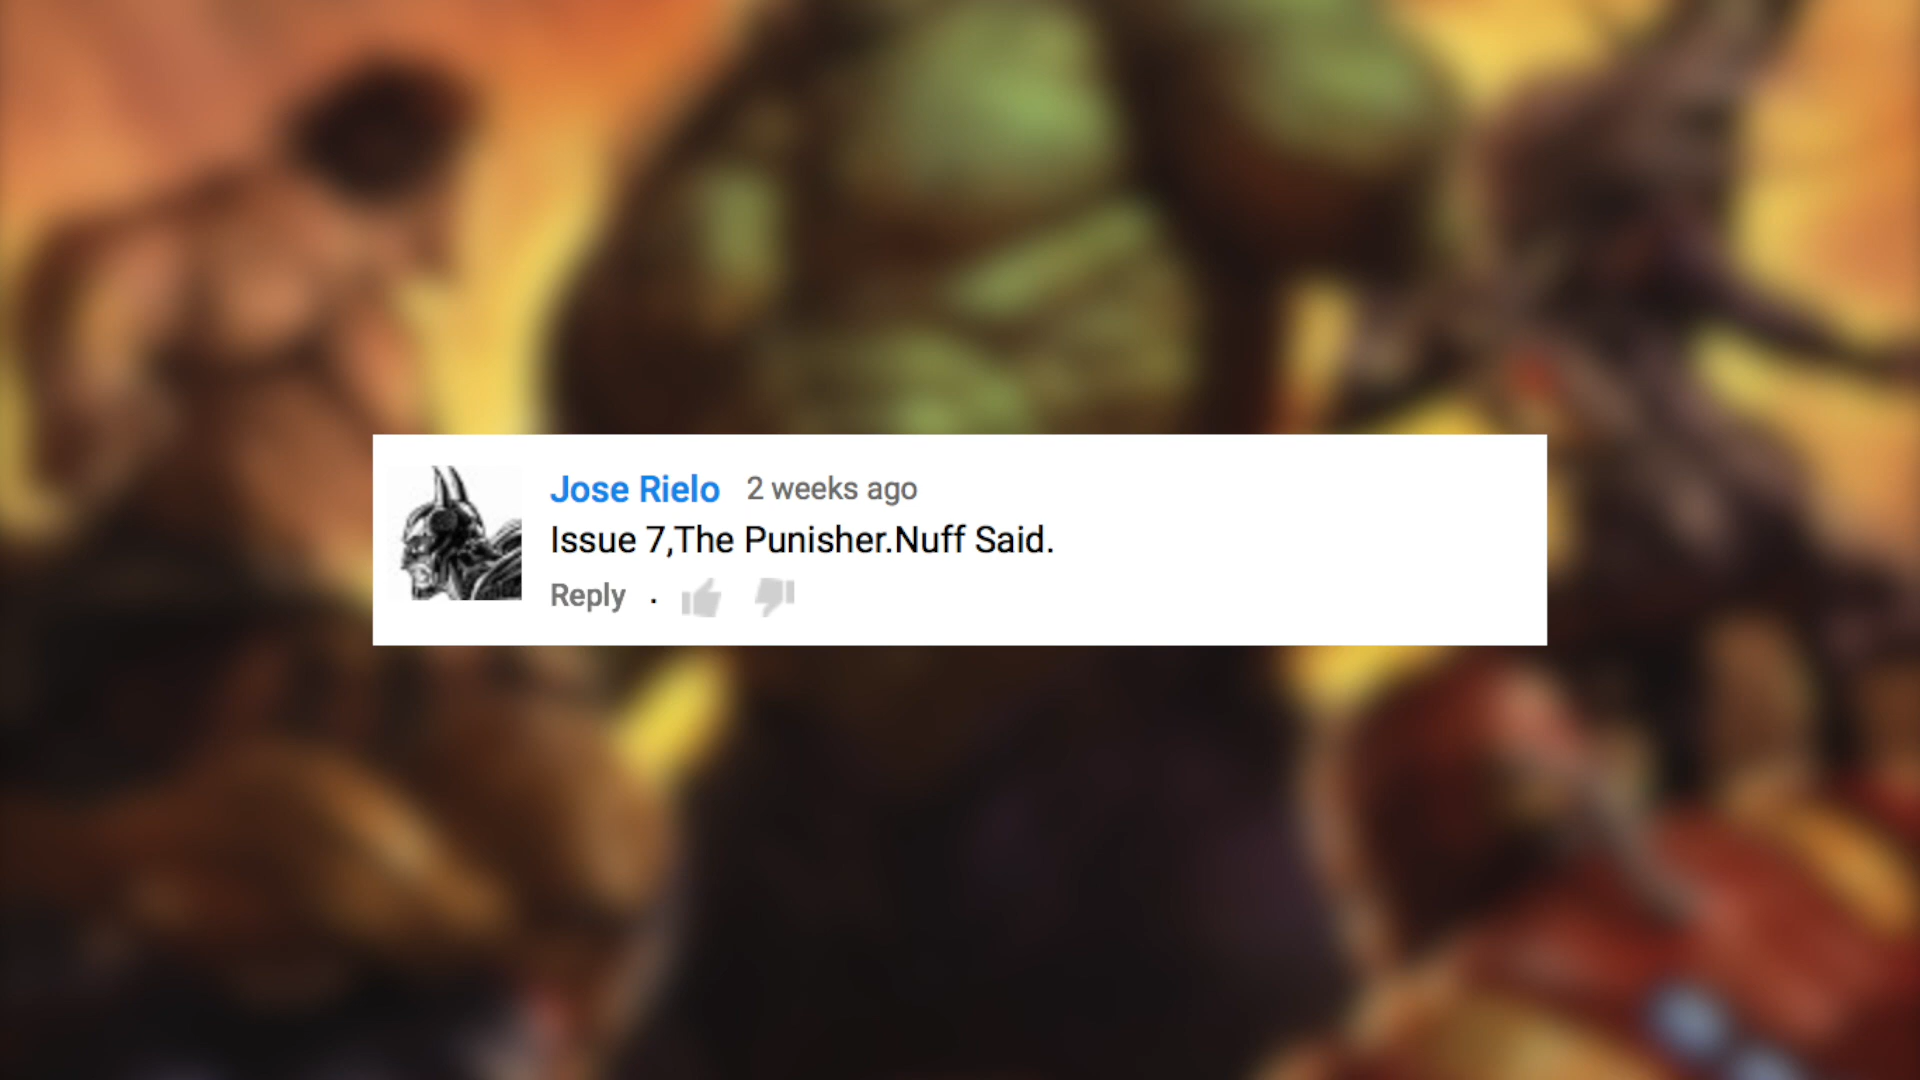 Jose Rielo 2 weeks ago
Issue 7,The Punisher.Nuff Said.
Reply .